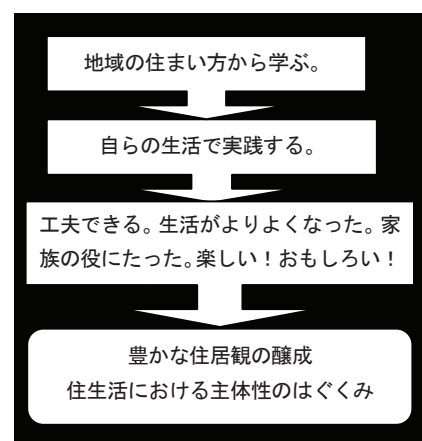 地域の住まい方から学ぶ。
自らの生活で実践する。
工夫できる。生活がよりよくなった。家
族の役にたった。楽しい！おもしろい！
豊かな住居観の醸成
住生活における主体性のはぐくみ